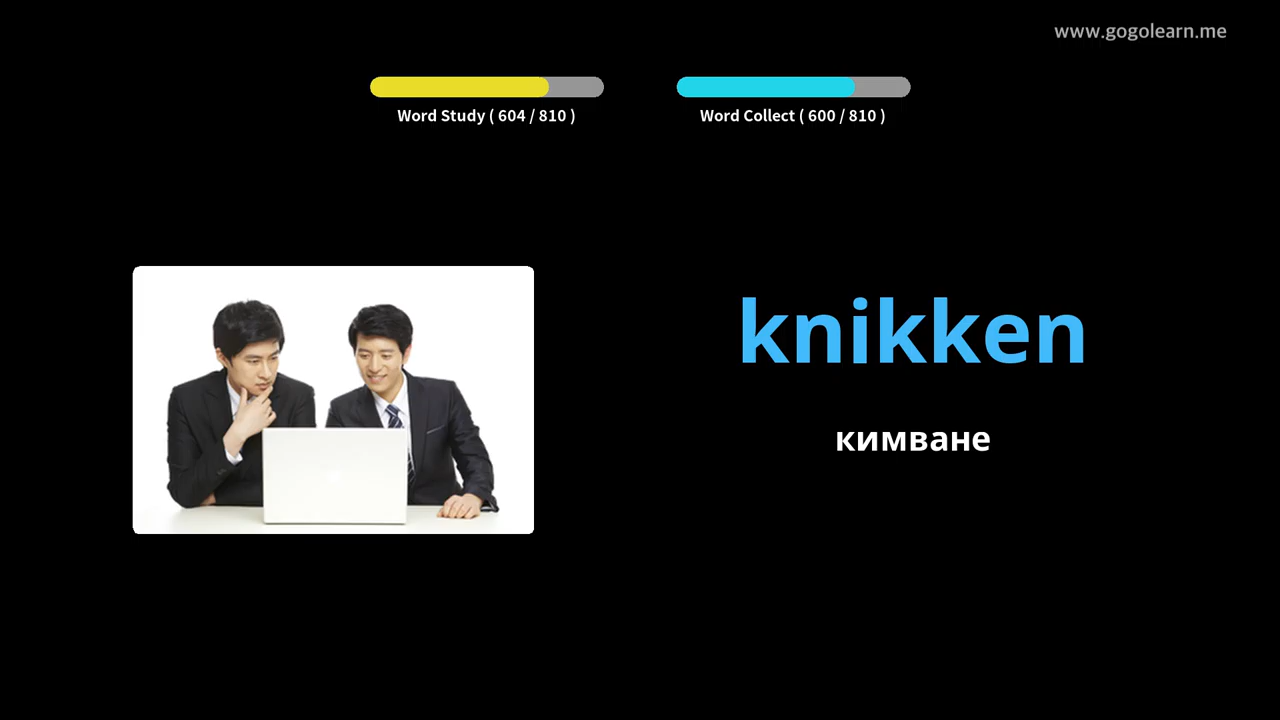 www.gogolearn.me
Word Study ( 604 / 810 )
Word Collect ( 600 / 810 )
knikken
кимване